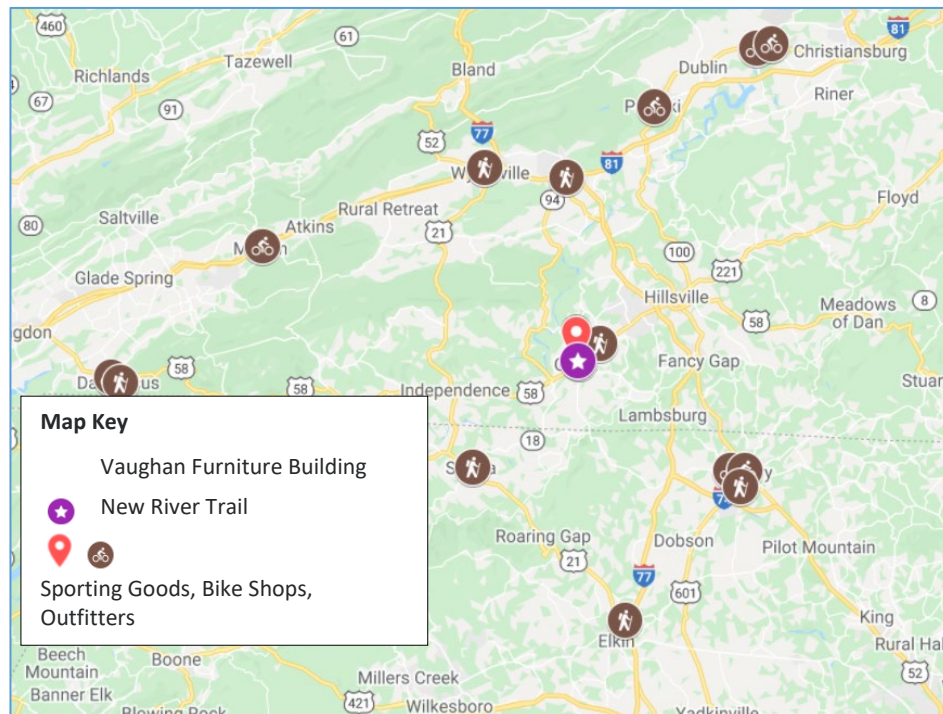 460
61
81
Tazewell
Christiansburg
Richlands
Bland
Dublin
67
Riner
91
77
52
81
94
Floyd
Saltville
Rural Retreat
Atkins
80
21
100
221
Glade Spring
Hillsville
8
Meadows
of Dan
58
58
Fancy Gap
Independence
58
58
Lambsburg
18
Map Key
Vaughan Furniture Building
New River Trail
Sporting Goods, Bike Shops,
Outfitters
Roaring Gap
Dobson
Pilot Mountain
21
77
601
King
Elkin
Rural
Beech
Mountain
Boone
52
Banner Elk
Millers Creek
421
Wilkesboro
Blowing Rock
Yadkinville